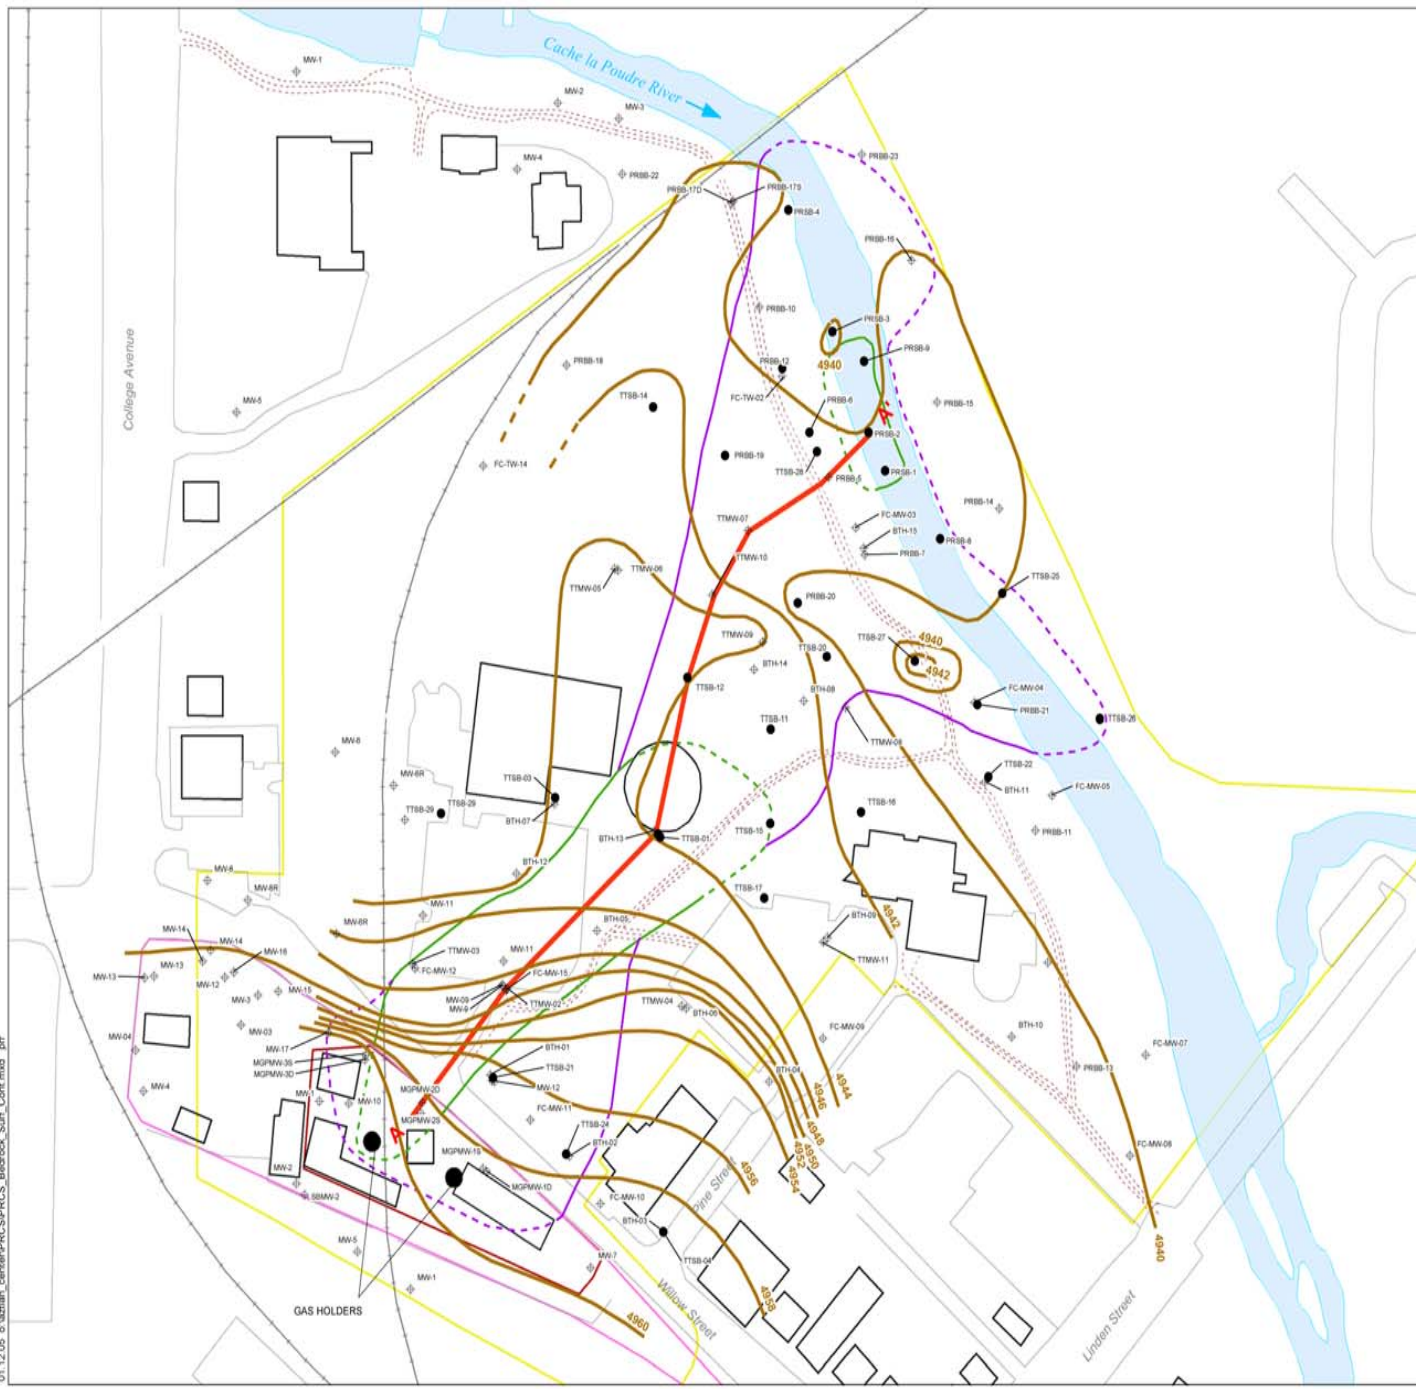 MW-1
Cache la Poudre River
MW-2
MW-3
MW-4
PRBB-22
PRBB-23
PRBB-17D
PRBB-17S
PRSB-4
PRBB-16
PRBB-10
PRSB-3
PRSB-9
4940
College Avenue
PRBB-18
PRBB-12
FC-TW-02
TTSB-14
PRBB-6
PRBB-15
MW-5
A'
PRSB-2
FC-TW-14
PRBB-19
TTSB-28
PRBB-5
PRSB-1
PRBB-14
TTMW-07
FC-MW-03
BTH-15
PRBB-7
PRSB-8
TTMW-10
TTMW-06
TTMW-05
TTSB-25
PRBB-20
TTMW-09
TTSB-27
4940
4942
TTSB-20
BTH-14
TTSB-12
BTH-08
FC-MW-04
PRBB-21
TTSB-26
TTSB-11
TTMW-08
MW-8
MW-6R
TTSB-03
BTH-07
TTSB-29
TTSB-29
TTSB-22
BTH-11
FC-MW-05
TTSB-16
PRBB-11
BTH-13
TTSB-01
TTSB-15
BTH-12
MW-8
MW-8R
TTSB-17
MW-11
BTH-05
BTH-09
TTMW-11
4942
MW-6R
MW-14
MW-14
MW-16
TTMW-03
FC-MW-12
MW-11
FC-MW-15
MW-13
MW-13
MW-12
MW-3
MW-15
MW-09
MW-9
TTMW-02
TTMW-04
BTH-06
MW-03
MW-04
MW-17
MGPMW-3S
MGPMW-3D
BTH-01
TTSB-21
MW-12
FC-MW-09
BTH-10
FC-MW-07
PRBB-13
BTH-04
MW-4
MW-1
MW-10
MGPMW-2D
MGPMW-2S
A
FC-MW-11
TTSB-24
BTH-02
4944
4946
4948
4950
4952
4954
4956
FC-MW-06
MGPMW-1S
MGPMW-1D
MW-2
SBMW-2
FC-MW-10
BTH-03
Pine Street
TTSB-04
MW-5
MW-1
MW-7
4940
GAS HOLDERS
4958
4960
Willow Street
Linden Street